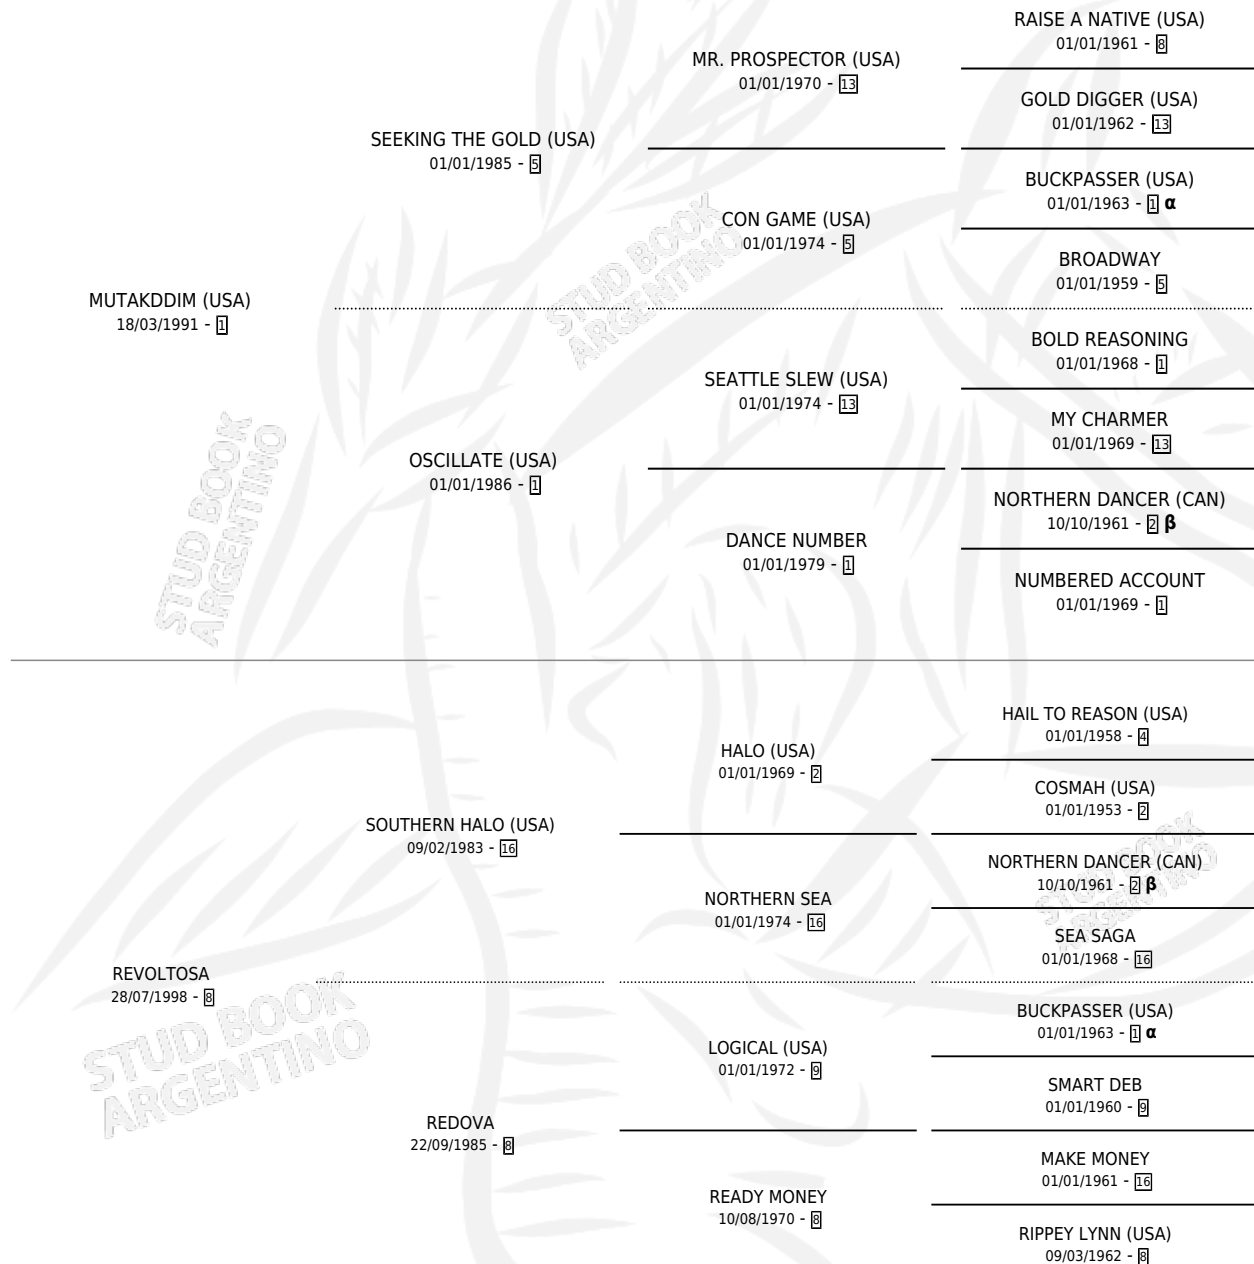 RAISE A NATIVE (USA)
01/01/1961 - 8
MR. PROSPECTOR (USA)
01/01/1970 - 13
GOLD DIGGER (USA)
01/01/1962 - 13
SEEKING THE GOLD (USA)
01/01/1985 - 5
BUCKPASSER (USA)
01/01/1963 - 1 α
CON GAME (USA)
01/01/1974 - 5
BROADWAY
01/01/1959 - 5
MUTAKDDIM (USA)
18/03/1991 - 1
BOLD REASONING
01/01/1968 - 1
SEATTLE SLEW (USA)
01/01/1974 - 13
MY CHARMER
01/01/1969 - 13
OSCILLATE (USA)
01/01/1986 - 1
NORTHERN DANCER (CAN)
10/10/1961 - 2 β
DANCE NUMBER
01/01/1979 - 1
NUMBERED ACCOUNT
01/01/1969 - 1
HAIL TO REASON (USA)
01/01/1958 - 4
HALO (USA)
01/01/1969 - 2
COSMAH (USA)
01/01/1953 - 2
SOUTHERN HALO (USA)
09/02/1983 - 16
NORTHERN DANCER (CAN)
10/10/1961 - 2 β
NORTHERN SEA
01/01/1974 - 16
SEA SAGA
01/01/1968 - 16
REVOLTOSA
28/07/1998 - 8
BUCKPASSER (USA)
01/01/1963 - 1 α
LOGICAL (USA)
01/01/1972 - 9
SMART DEB
01/01/1960 - 9
REDOVA
22/09/1985 - 8
MAKE MONEY
01/01/1961 - 16
READY MONEY
10/08/1970 - 8
RIPPEY LYNN (USA)
09/03/1962 - 8
STUD BOOK
ARGENTINO
STUD BOOK
ARGENTINO
STUD BOOK
ARGENTINO
STUD BOOK
ARGENTINO